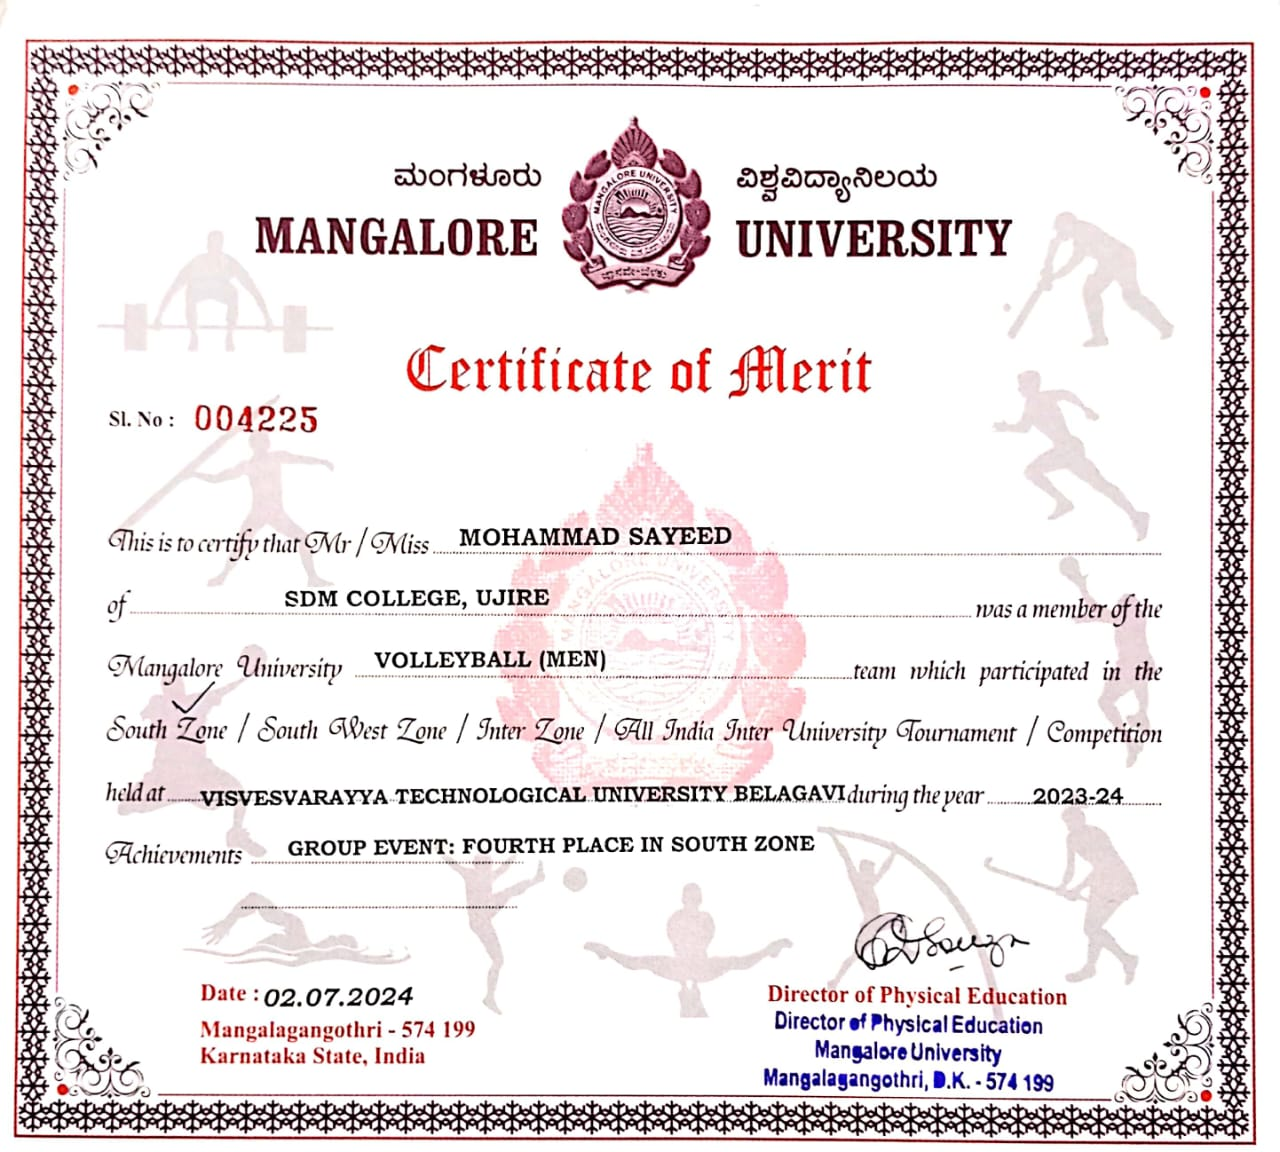 ಮಂಗಳೂರು ವಿಶ್ವವಿದ್ಯಾನಿಲಯ
MANGALORE UNIVERSITY
MANGALORE UNIVERSITY
Certificate of Merit
Sl. No : 004225
This is to certify that Mr / Miss MOHAMMAD SAYEED
of SDM COLLEGE, UJIRE was a member of the
Mangalore University VOLLEYBALL (MEN) team which participated in the
South Zone / South West Zone / Inter Zone / All India Inter University Tournament / Competition
held at VISVESVARAYYA TECHNOLOGICAL UNIVERSITY BELAGAVI during the year 2023-24
Achievements GROUP EVENT: FOURTH PLACE IN SOUTH ZONE
Date : 02.07.2024
Mangalagangothri - 574 199
Karnataka State, India
Director of Physical Education
Director of Physical Education
Mangalore University
Mangalagangothri, D.K. - 574 199